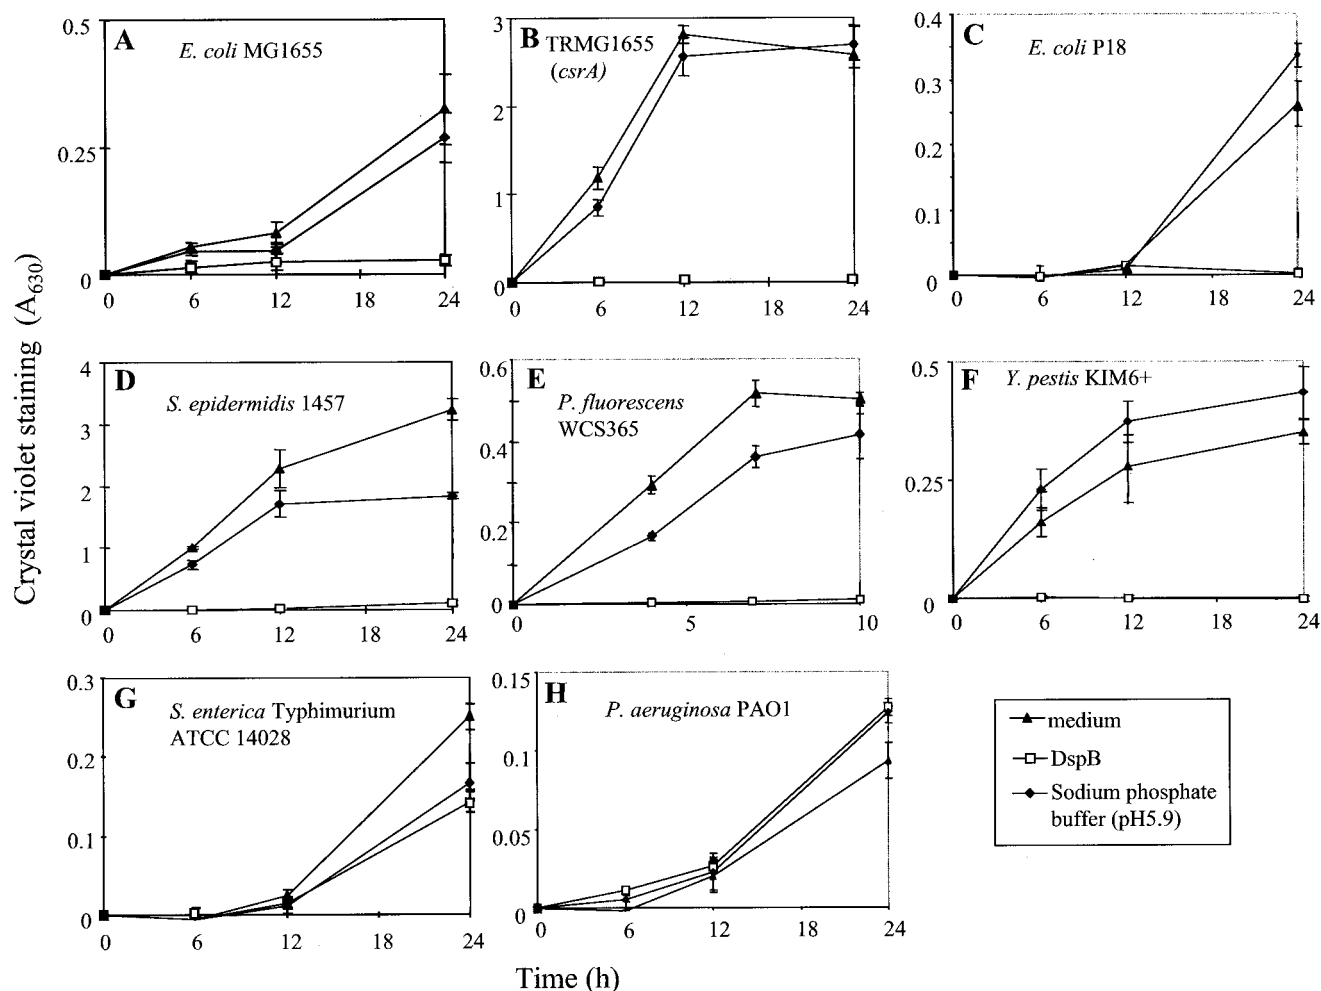 Crystal violet staining (A630)
A
E. coli MG1655
0.5
0.25
0
0 6 12 18 24
B
TRMG1655
(csrA)
3
2
1
0
0 6 12 18 24
C
E. coli P18
0.4
0.3
0.2
0.1
0
0 6 12 18 24
D
S. epidermidis 1457
4
3
2
1
0
0 6 12 18 24
E
P. fluorescens
WCS365
0.6
0.4
0.2
0
0 5 10
F
Y. pestis KIM6+
0.5
0.25
0
0 6 12 18 24
G
S. enterica Typhimurium
ATCC 14028
0.3
0.2
0.1
0
0 6 12 18 24
H
P. aeruginosa PAO1
0.15
0.1
0.05
0
0 6 12 18 24
medium
DspB
Sodium phosphate
buffer (pH5.9)
Time (h)